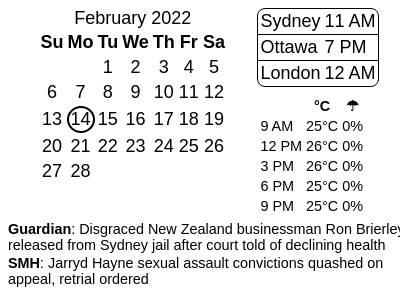 February 2022
Su Mo Tu We Th Fr Sa
1 2 3 4 5
6 7 8 9 10 11 12
13 14 15 16 17 18 19
20 21 22 23 24 25 26
27 28
Sydney 11 AM
Ottawa 7 PM
London 12 AM
°C ☂
9 AM 25°C 0%
12 PM 26°C 0%
3 PM 26°C 0%
6 PM 25°C 0%
9 PM 25°C 0%
Guardian: Disgraced New Zealand businessman Ron Brierley
released from Sydney jail after court told of declining health
SMH: Jarryd Hayne sexual assault convictions quashed on
appeal, retrial ordered